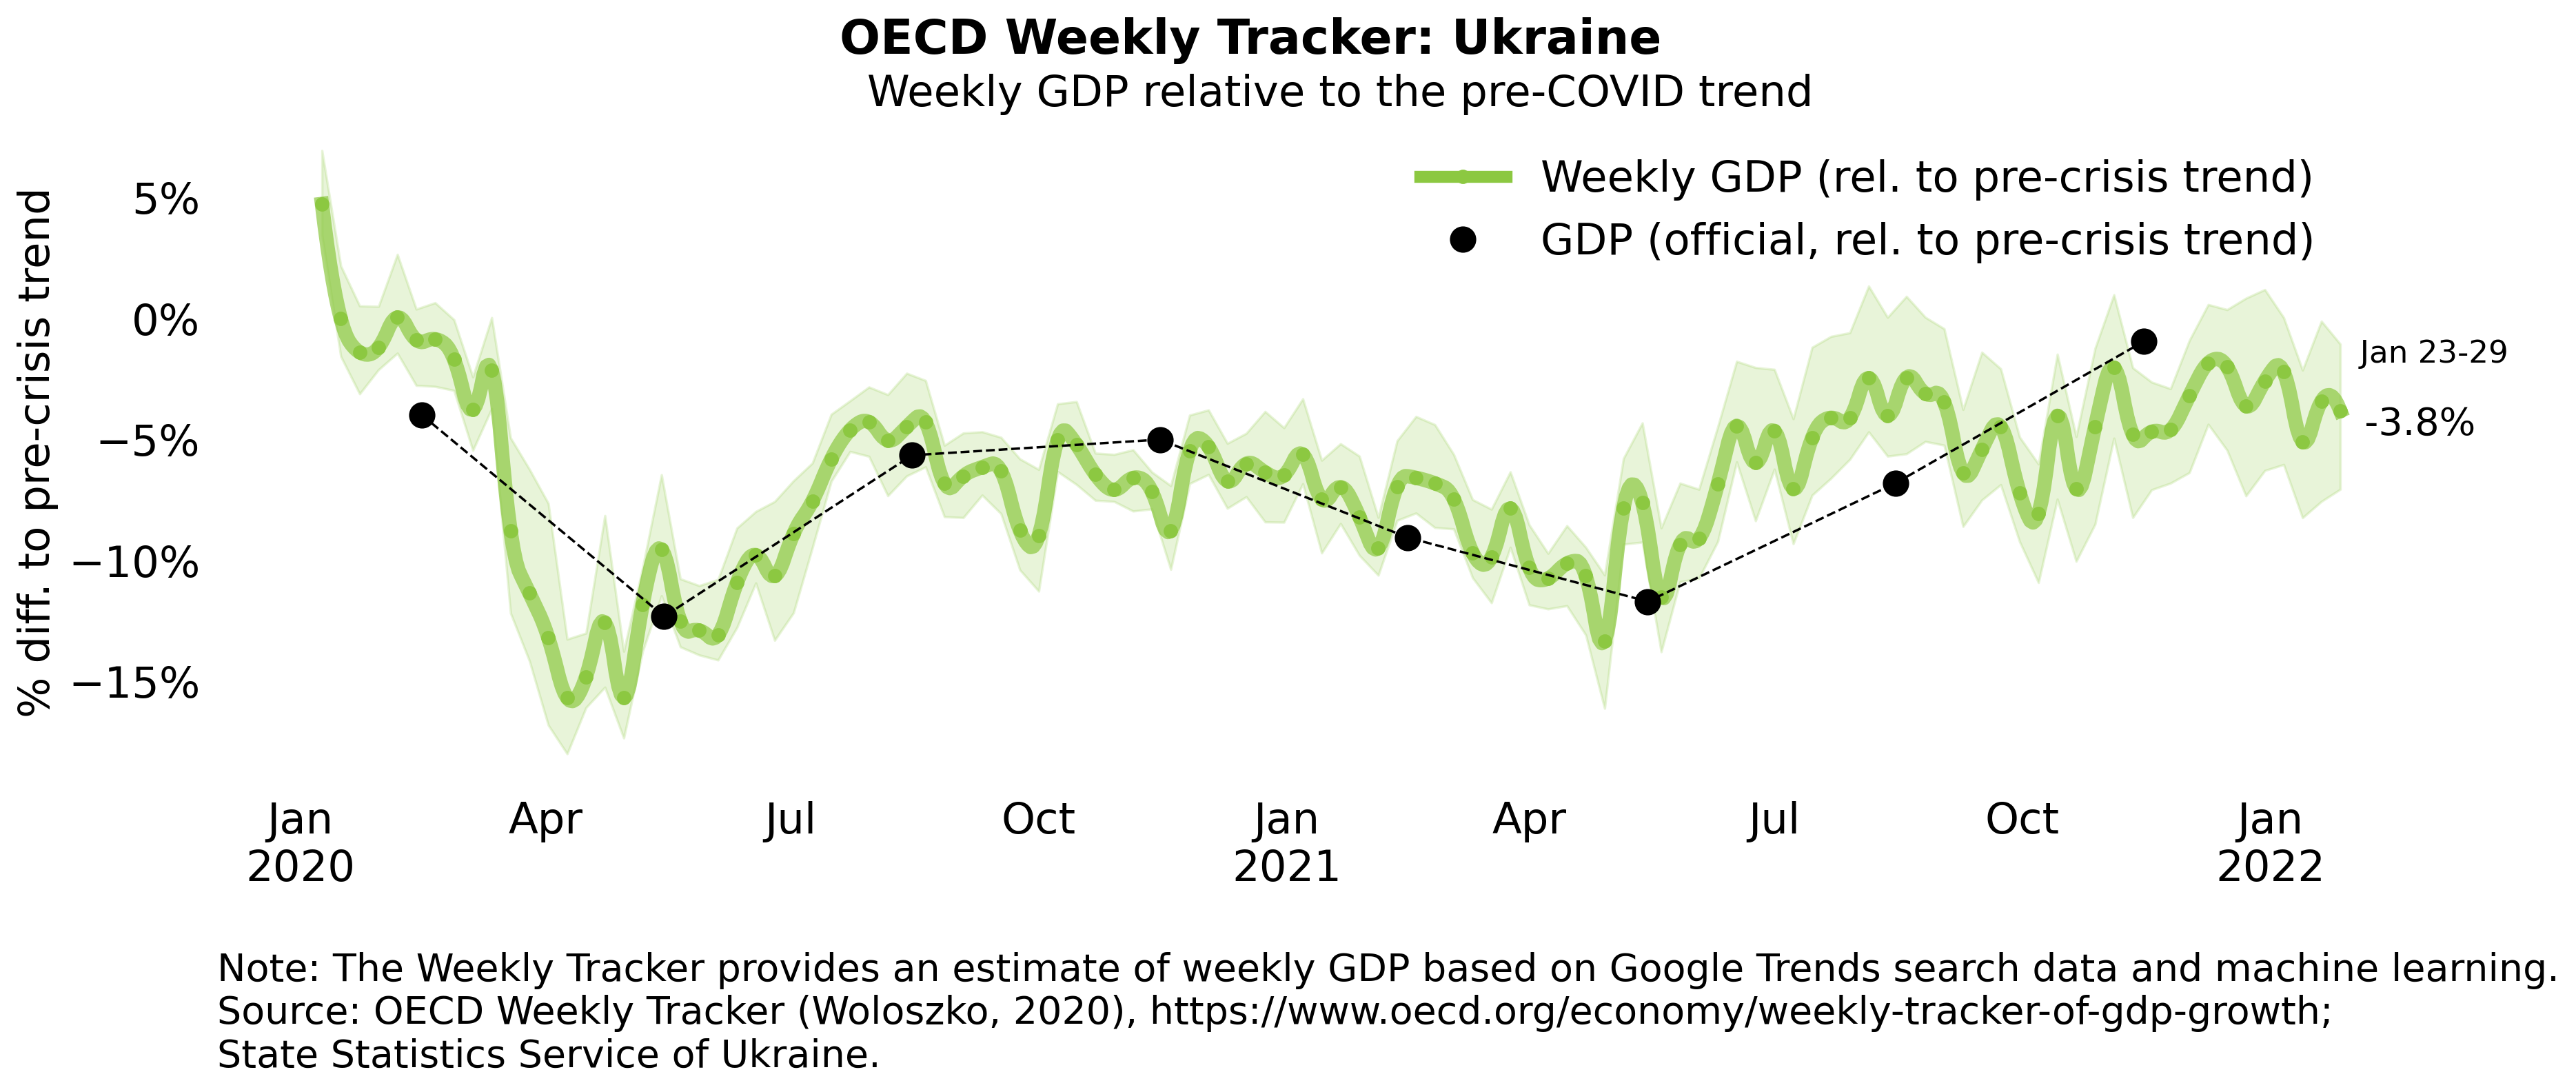 OECD Weekly Tracker: Ukraine
Weekly GDP relative to the pre-COVID trend
Weekly GDP (rel. to pre-crisis trend)
GDP (official, rel. to pre-crisis trend)
% diff. to pre-crisis trend
5%
0%
−5%
−10%
−15%
Jan 23-29
-3.8%
Jan Apr Jul Oct Jan Apr Jul Oct Jan
2020 2021 2022
Note: The Weekly Tracker provides an estimate of weekly GDP based on Google Trends search data and machine learning.
Source: OECD Weekly Tracker (Woloszko, 2020), https://www.oecd.org/economy/weekly-tracker-of-gdp-growth;
State Statistics Service of Ukraine.